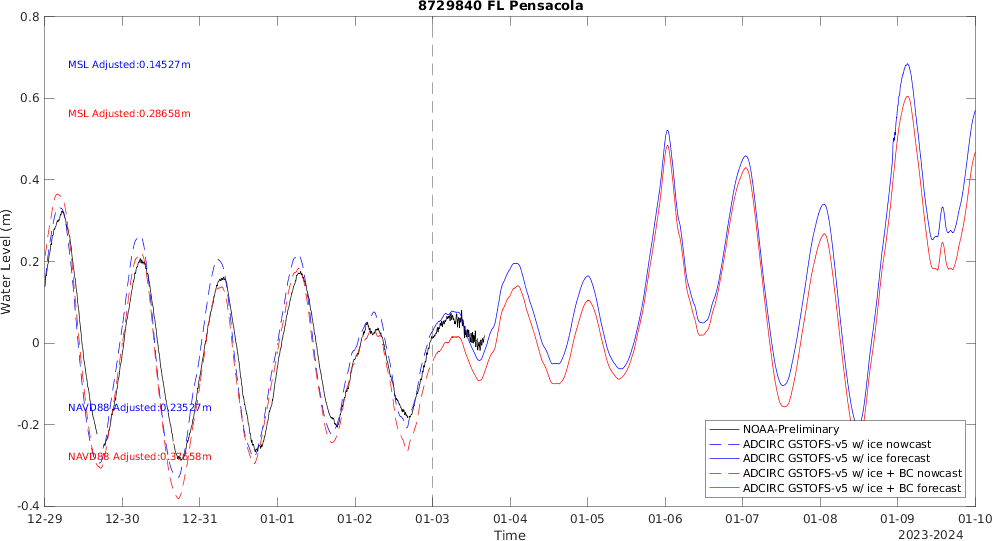 8729840 FL Pensacola
0.8
0.6
0.4
0.2
0
-0.2
-0.4
Water Level (m)
MSL Adjusted:0.14527m
MSL Adjusted:0.28658m
NAVD88 Adjusted:0.23527m
NAVD88 Adjusted:0.37658m
NOAA-Preliminary
ADCIRC GSTOFS-v5 w/ ice nowcast
ADCIRC GSTOFS-v5 w/ ice forecast
ADCIRC GSTOFS-v5 w/ ice + BC nowcast
ADCIRC GSTOFS-v5 w/ ice + BC forecast
12-29 12-30 12-31 01-01 01-02 01-03 01-04 01-05 01-06 01-07 01-08 01-09 01-10
Time
2023-2024